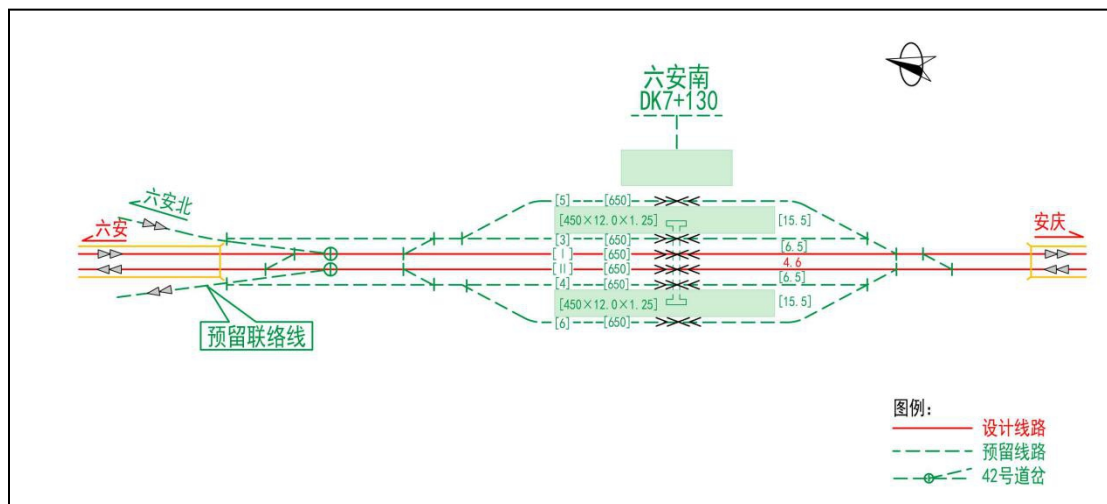 六安南
DK7+130
六安北
六安
安庆
[5] [650]
[450×12.0×1.25] [15.5]
[3] [650]
[6.5]
[Ⅰ] [650]
4.6
[Ⅱ] [650]
[6.5]
[4] [650]
[450×12.0×1.25] [15.5]
[6] [650]
预留联络线
图例：
设计线路
预留线路
42号道岔